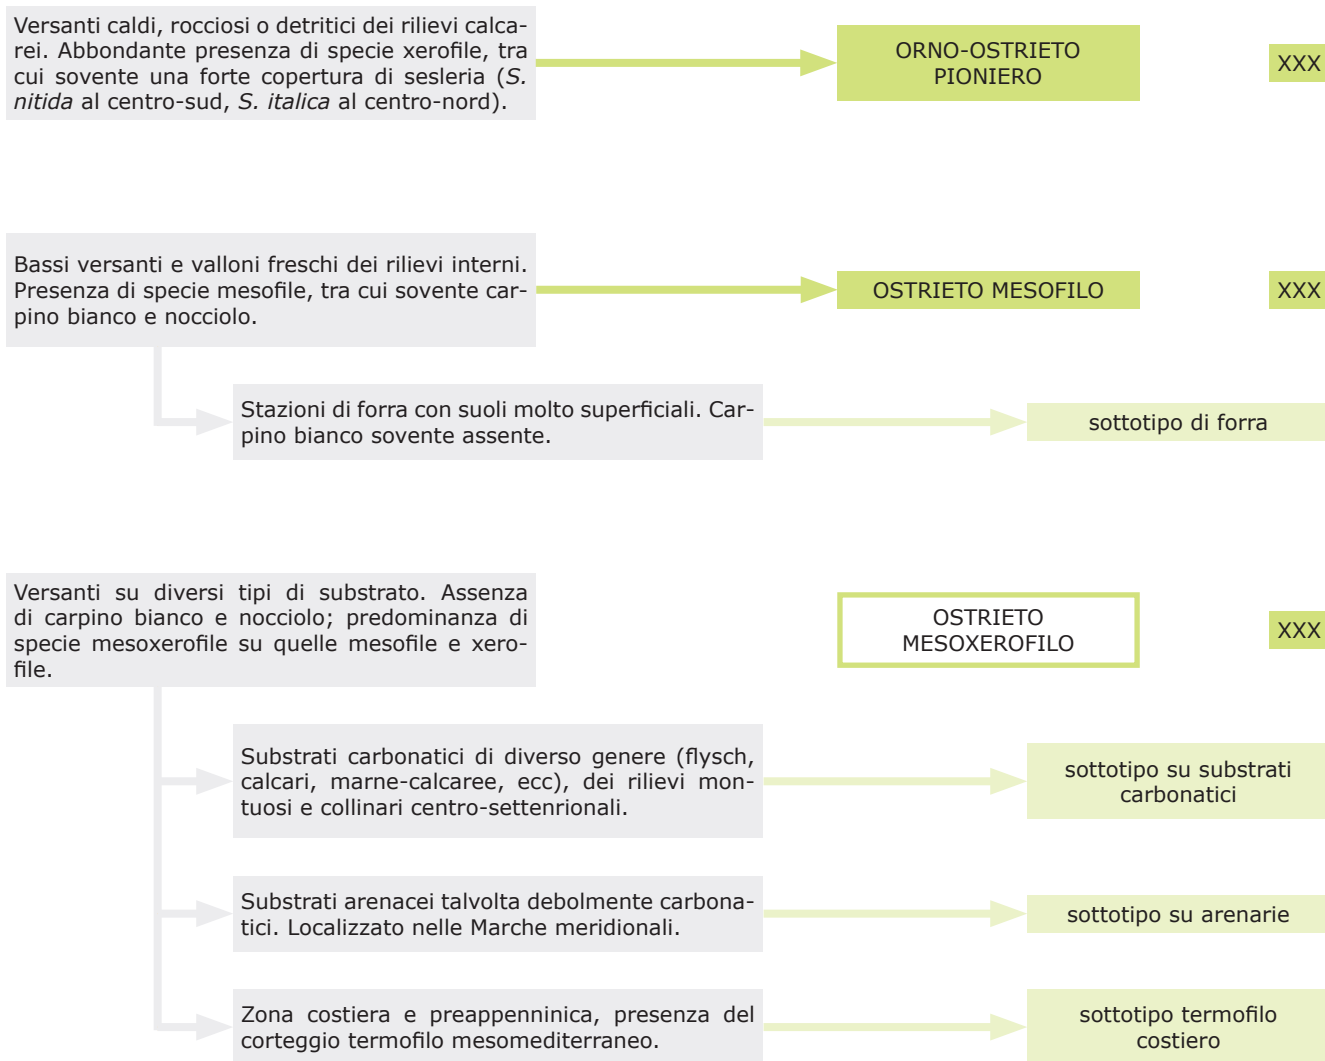 Versanti caldi, rocciosi o detritici dei rilievi calca-
rei. Abbondante presenza di specie xerofile, tra
cui sovente una forte copertura di sesleria (S.
nitida al centro-sud, S. italica al centro-nord).
ORNO-OSTRIETO
PIONIERO
XXX
Bassi versanti e valloni freschi dei rilievi interni.
Presenza di specie mesofile, tra cui sovente car-
pino bianco e nocciolo.
OSTRIETO MESOFILO
XXX
Stazioni di forra con suoli molto superficiali. Car-
pino bianco sovente assente.
sottotipo di forra
Versanti su diversi tipi di substrato. Assenza
di carpino bianco e nocciolo; predominanza di
specie mesoxerofile su quelle mesofile e xero-
file.
OSTRIETO
MESOXEROFILO
XXX
Substrati carbonatici di diverso genere (flysch,
calcari, marne-calcaree, ecc), dei rilievi mon-
tuosi e collinari centro-settenrionali.
sottotipo su substrati
carbonatici
Substrati arenacei talvolta debolmente carbona-
tici. Localizzato nelle Marche meridionali.
sottotipo su arenarie
Zona costiera e preappenninica, presenza del
corteggio termofilo mesomediterraneo.
sottotipo termofilo
costiero